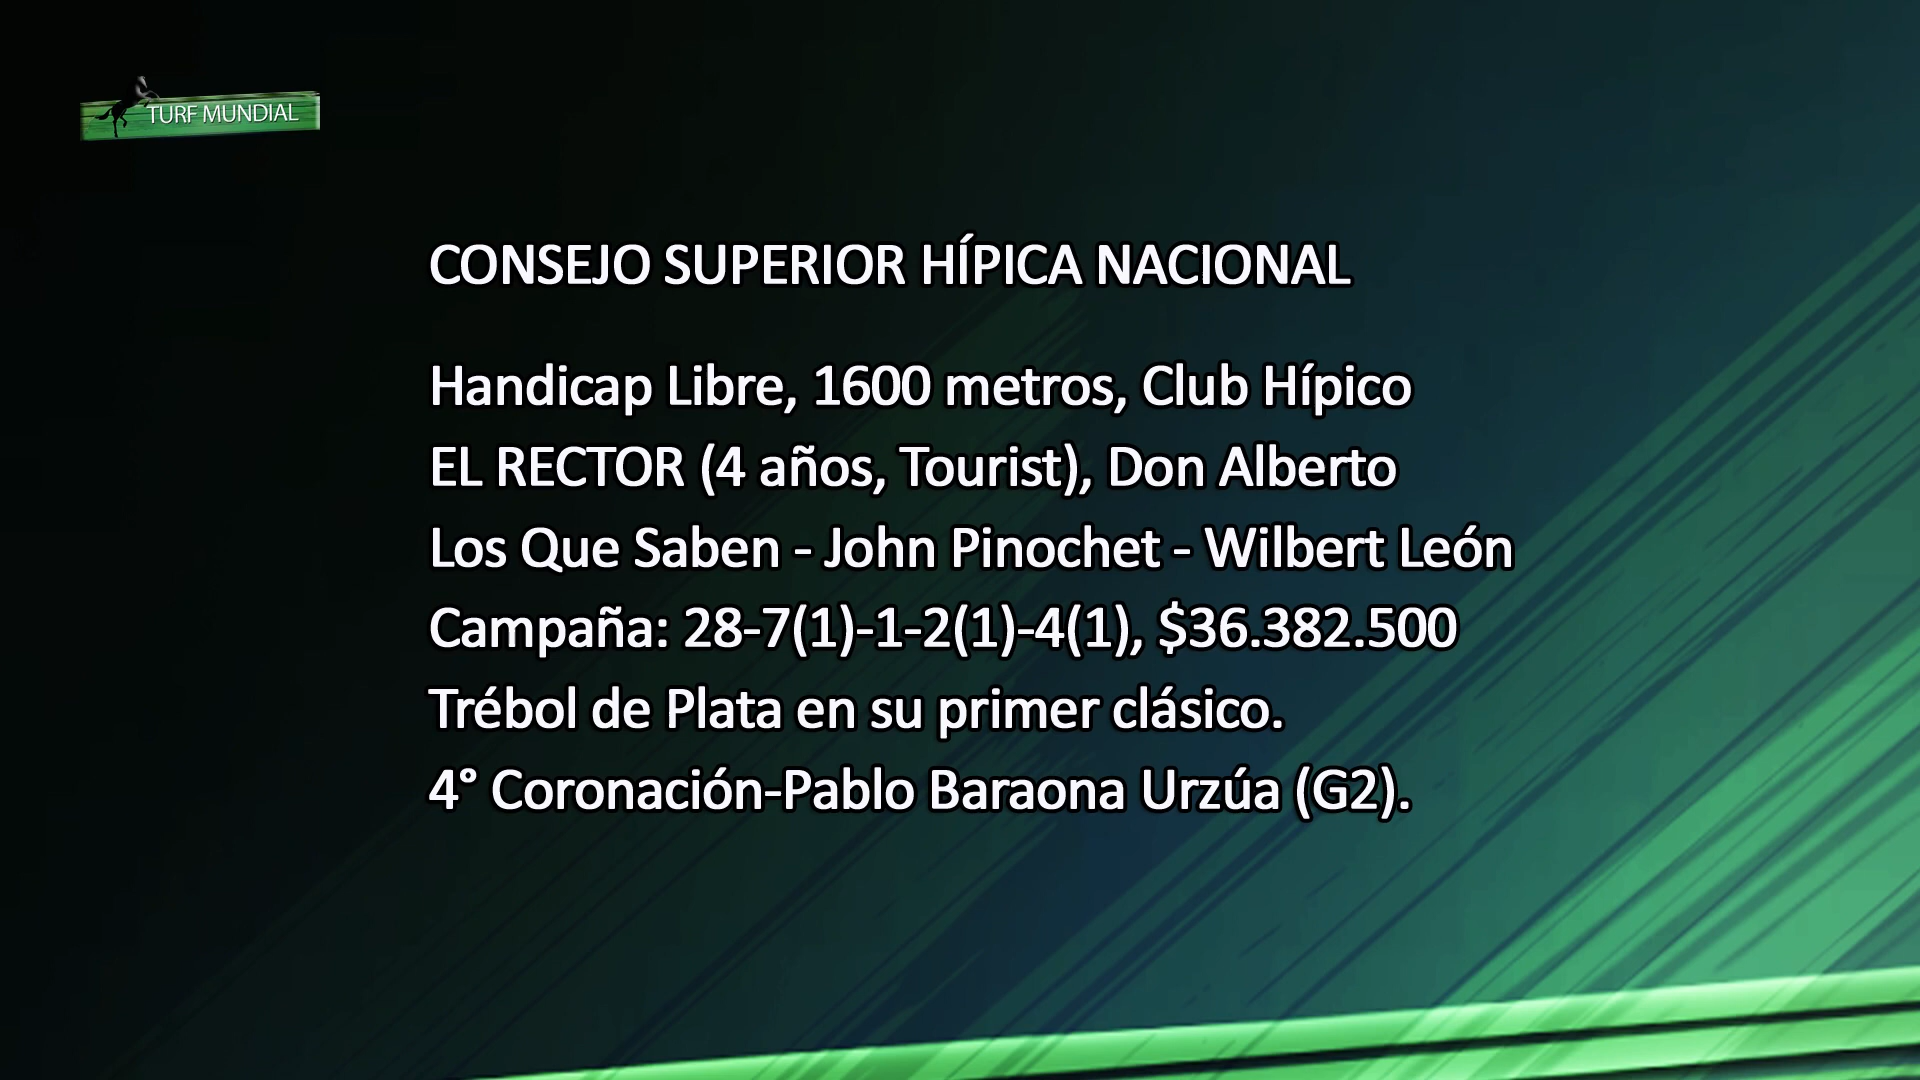 TURF MUNDIAL
CONSEJO SUPERIOR HÍPICA NACIONAL
Handicap Libre, 1600 metros, Club Hípico
EL RECTOR (4 años, Tourist), Don Alberto
Los Que Saben - John Pinochet - Wilbert León
Campaña: 28-7(1)-1-2(1)-4(1), $36.382.500
Trébol de Plata en su primer clásico.
4° Coronación-Pablo Baraona Urzúa (G2).